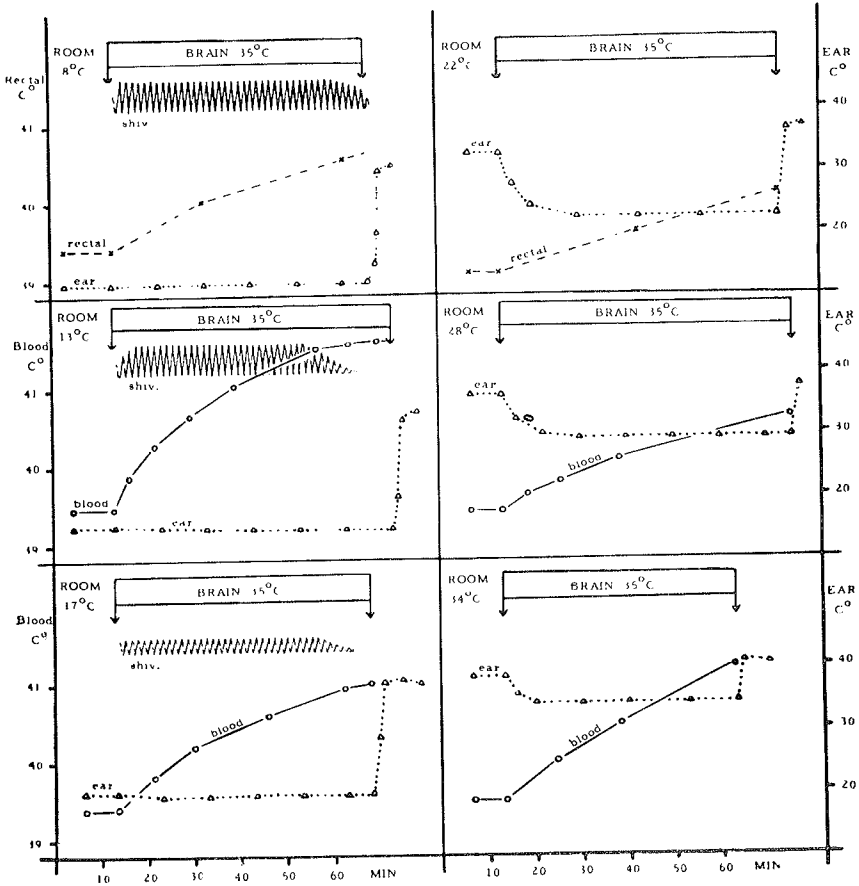 ROOM
8°C
BRAIN 35°C
Rectal
C°
shiv.
41
40
39
rectal
ear
ROOM
22°C
BRAIN 35°C
EAR
C°
ear
rectal
40
30
20
ROOM
13°C
BRAIN 35°C
Blood
C°
shiv.
41
40
39
blood
ear
ROOM
28°C
BRAIN 35°C
EAR
C°
ear
blood
40
30
20
ROOM
17°C
BRAIN 35°C
Blood
C°
shiv.
41
40
39
blood
ear
10 20 30 40 50 60 MIN
ROOM
34°C
BRAIN 35°C
EAR
C°
ear
blood
40
30
20
10 20 30 40 50 60 MIN